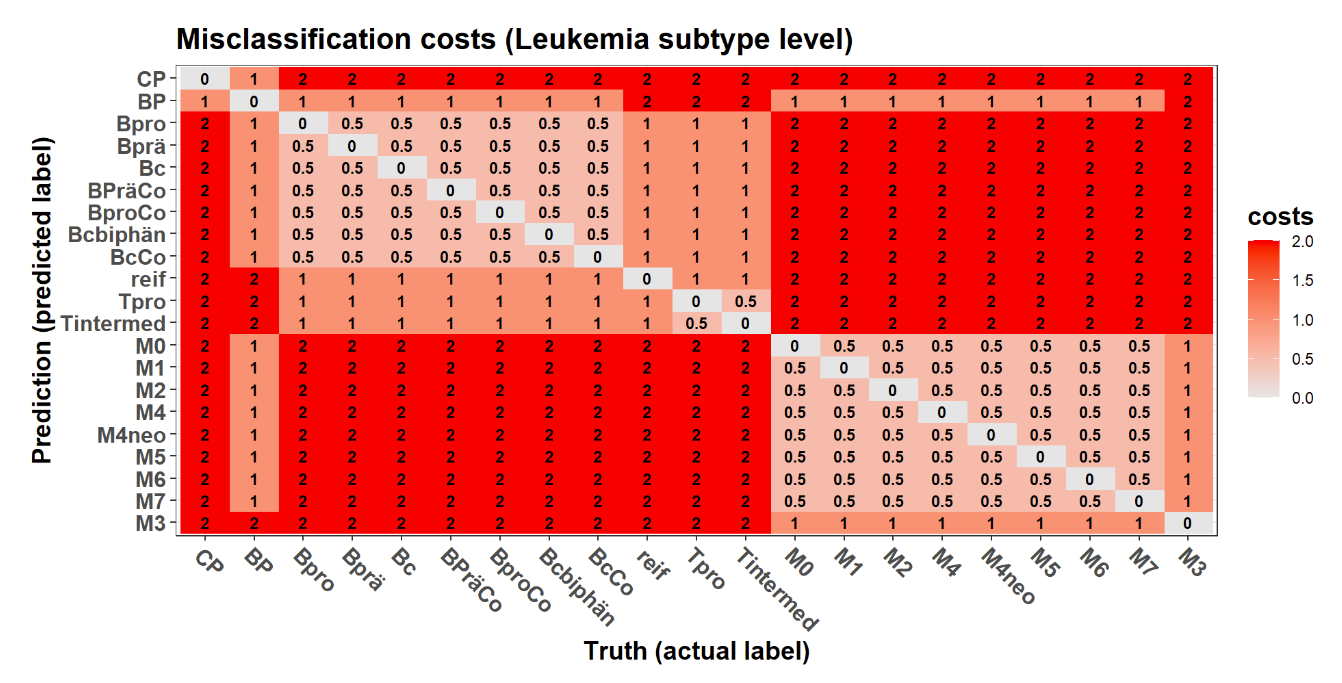 Misclassification costs (Leukemia subtype level)
Prediction (predicted label)
CP 0 1 2 2 2 2 2 2 2 2 2 2 2 2 2 2 2 2 2 2 2
BP 1 0 1 1 1 1 1 1 1 2 2 2 1 1 1 1 1 1 1 1 2
Bpro 2 1 0 0.5 0.5 0.5 0.5 0.5 0.5 1 1 1 2 2 2 2 2 2 2 2 2
Bprä 2 1 0.5 0 0.5 0.5 0.5 0.5 0.5 1 1 1 2 2 2 2 2 2 2 2 2
Bc 2 1 0.5 0.5 0 0.5 0.5 0.5 0.5 1 1 1 2 2 2 2 2 2 2 2 2
BPräCo 2 1 0.5 0.5 0.5 0 0.5 0.5 0.5 1 1 1 2 2 2 2 2 2 2 2 2
BproCo 2 1 0.5 0.5 0.5 0.5 0 0.5 0.5 1 1 1 2 2 2 2 2 2 2 2 2
Bcbiphän 2 1 0.5 0.5 0.5 0.5 0.5 0 0.5 1 1 1 2 2 2 2 2 2 2 2 2
BcCo 2 1 0.5 0.5 0.5 0.5 0.5 0.5 0 1 1 1 2 2 2 2 2 2 2 2 2
reif 2 2 1 1 1 1 1 1 1 0 1 1 2 2 2 2 2 2 2 2 2
Tpro 2 2 1 1 1 1 1 1 1 1 0 0.5 2 2 2 2 2 2 2 2 2
Tintermed 2 2 1 1 1 1 1 1 1 1 0.5 0 2 2 2 2 2 2 2 2 2
M0 2 1 2 2 2 2 2 2 2 2 2 2 0 0.5 0.5 0.5 0.5 0.5 0.5 0.5 1
M1 2 1 2 2 2 2 2 2 2 2 2 2 0.5 0 0.5 0.5 0.5 0.5 0.5 0.5 1
M2 2 1 2 2 2 2 2 2 2 2 2 2 0.5 0.5 0 0.5 0.5 0.5 0.5 0.5 1
M4 2 1 2 2 2 2 2 2 2 2 2 2 0.5 0.5 0.5 0 0.5 0.5 0.5 0.5 1
M4neo 2 1 2 2 2 2 2 2 2 2 2 2 0.5 0.5 0.5 0.5 0 0.5 0.5 0.5 1
M5 2 1 2 2 2 2 2 2 2 2 2 2 0.5 0.5 0.5 0.5 0.5 0 0.5 0.5 1
M6 2 1 2 2 2 2 2 2 2 2 2 2 0.5 0.5 0.5 0.5 0.5 0.5 0 0.5 1
M7 2 1 2 2 2 2 2 2 2 2 2 2 0.5 0.5 0.5 0.5 0.5 0.5 0.5 0 1
M3 2 2 2 2 2 2 2 2 2 2 2 2 1 1 1 1 1 1 1 1 0
CP BP Bpro Bprä Bc BPräCo BproCo Bcbiphän BcCo reif Tpro Tintermed M0 M1 M2 M4 M4neo M5 M6 M7 M3
Truth (actual label)
costs
2.0
1.5
1.0
0.5
0.0